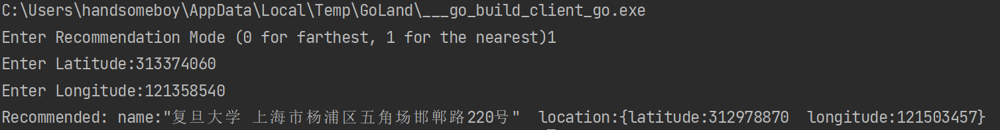 C:\Users\handsomeboy\AppData\Local\Temp\GoLand\___go_build_client_go.exe
Enter Recommendation Mode (0 for farthest, 1 for the nearest)1
Enter Latitude:313374060
Enter Longitude:121358540
Recommended: name:"复旦大学 上海市杨浦区五角场邯郸路220号"  location:{latitude:312978870  longitude:121503457}